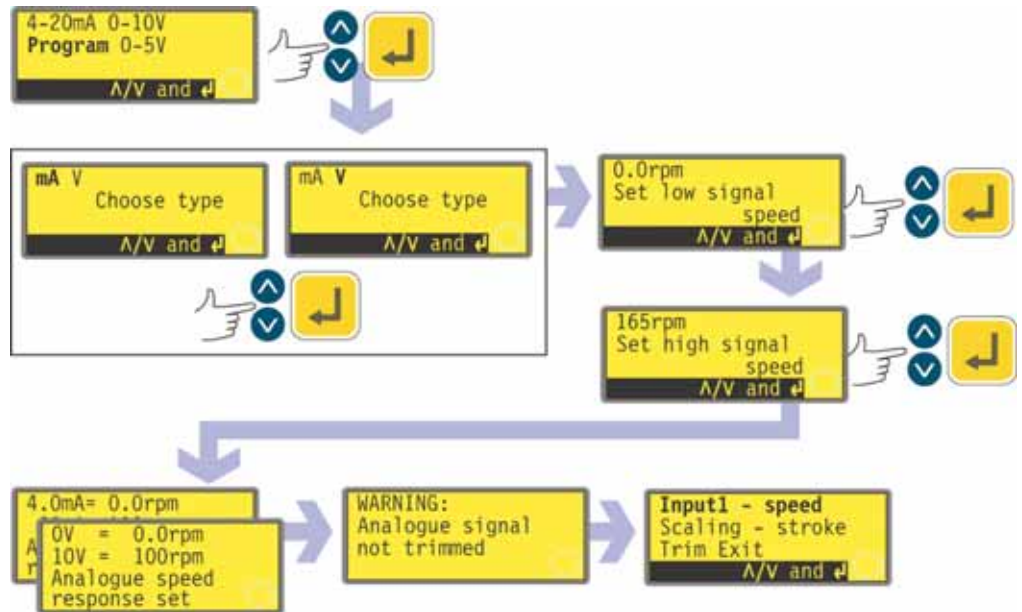 4-20mA 0-10V
Program 0-5V
∧/∨ and ↵
mA V
Choose type
∧/∨ and ↵
mA V
Choose type
∧/∨ and ↵
0.0rpm
Set low signal
speed
∧/∨ and ↵
165rpm
Set high signal
speed
∧/∨ and ↵
4.0mA= 0.0rpm
0V = 0.0rpm
10V = 100rpm
Analogue speed
response set
WARNING:
Analogue signal
not trimmed
Input1 - speed
Scaling - stroke
Trim Exit
∧/∨ and ↵